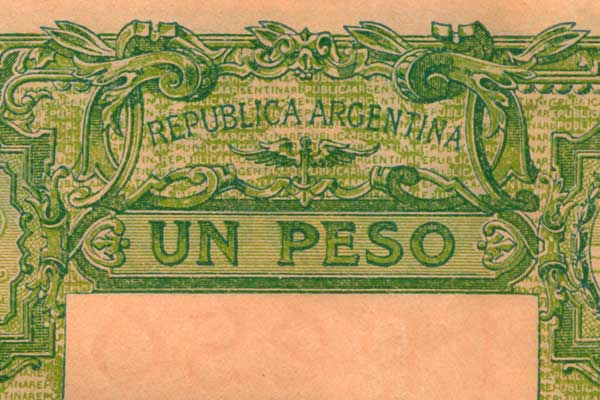 REPUBLICA ARGENTINA
UN PESO